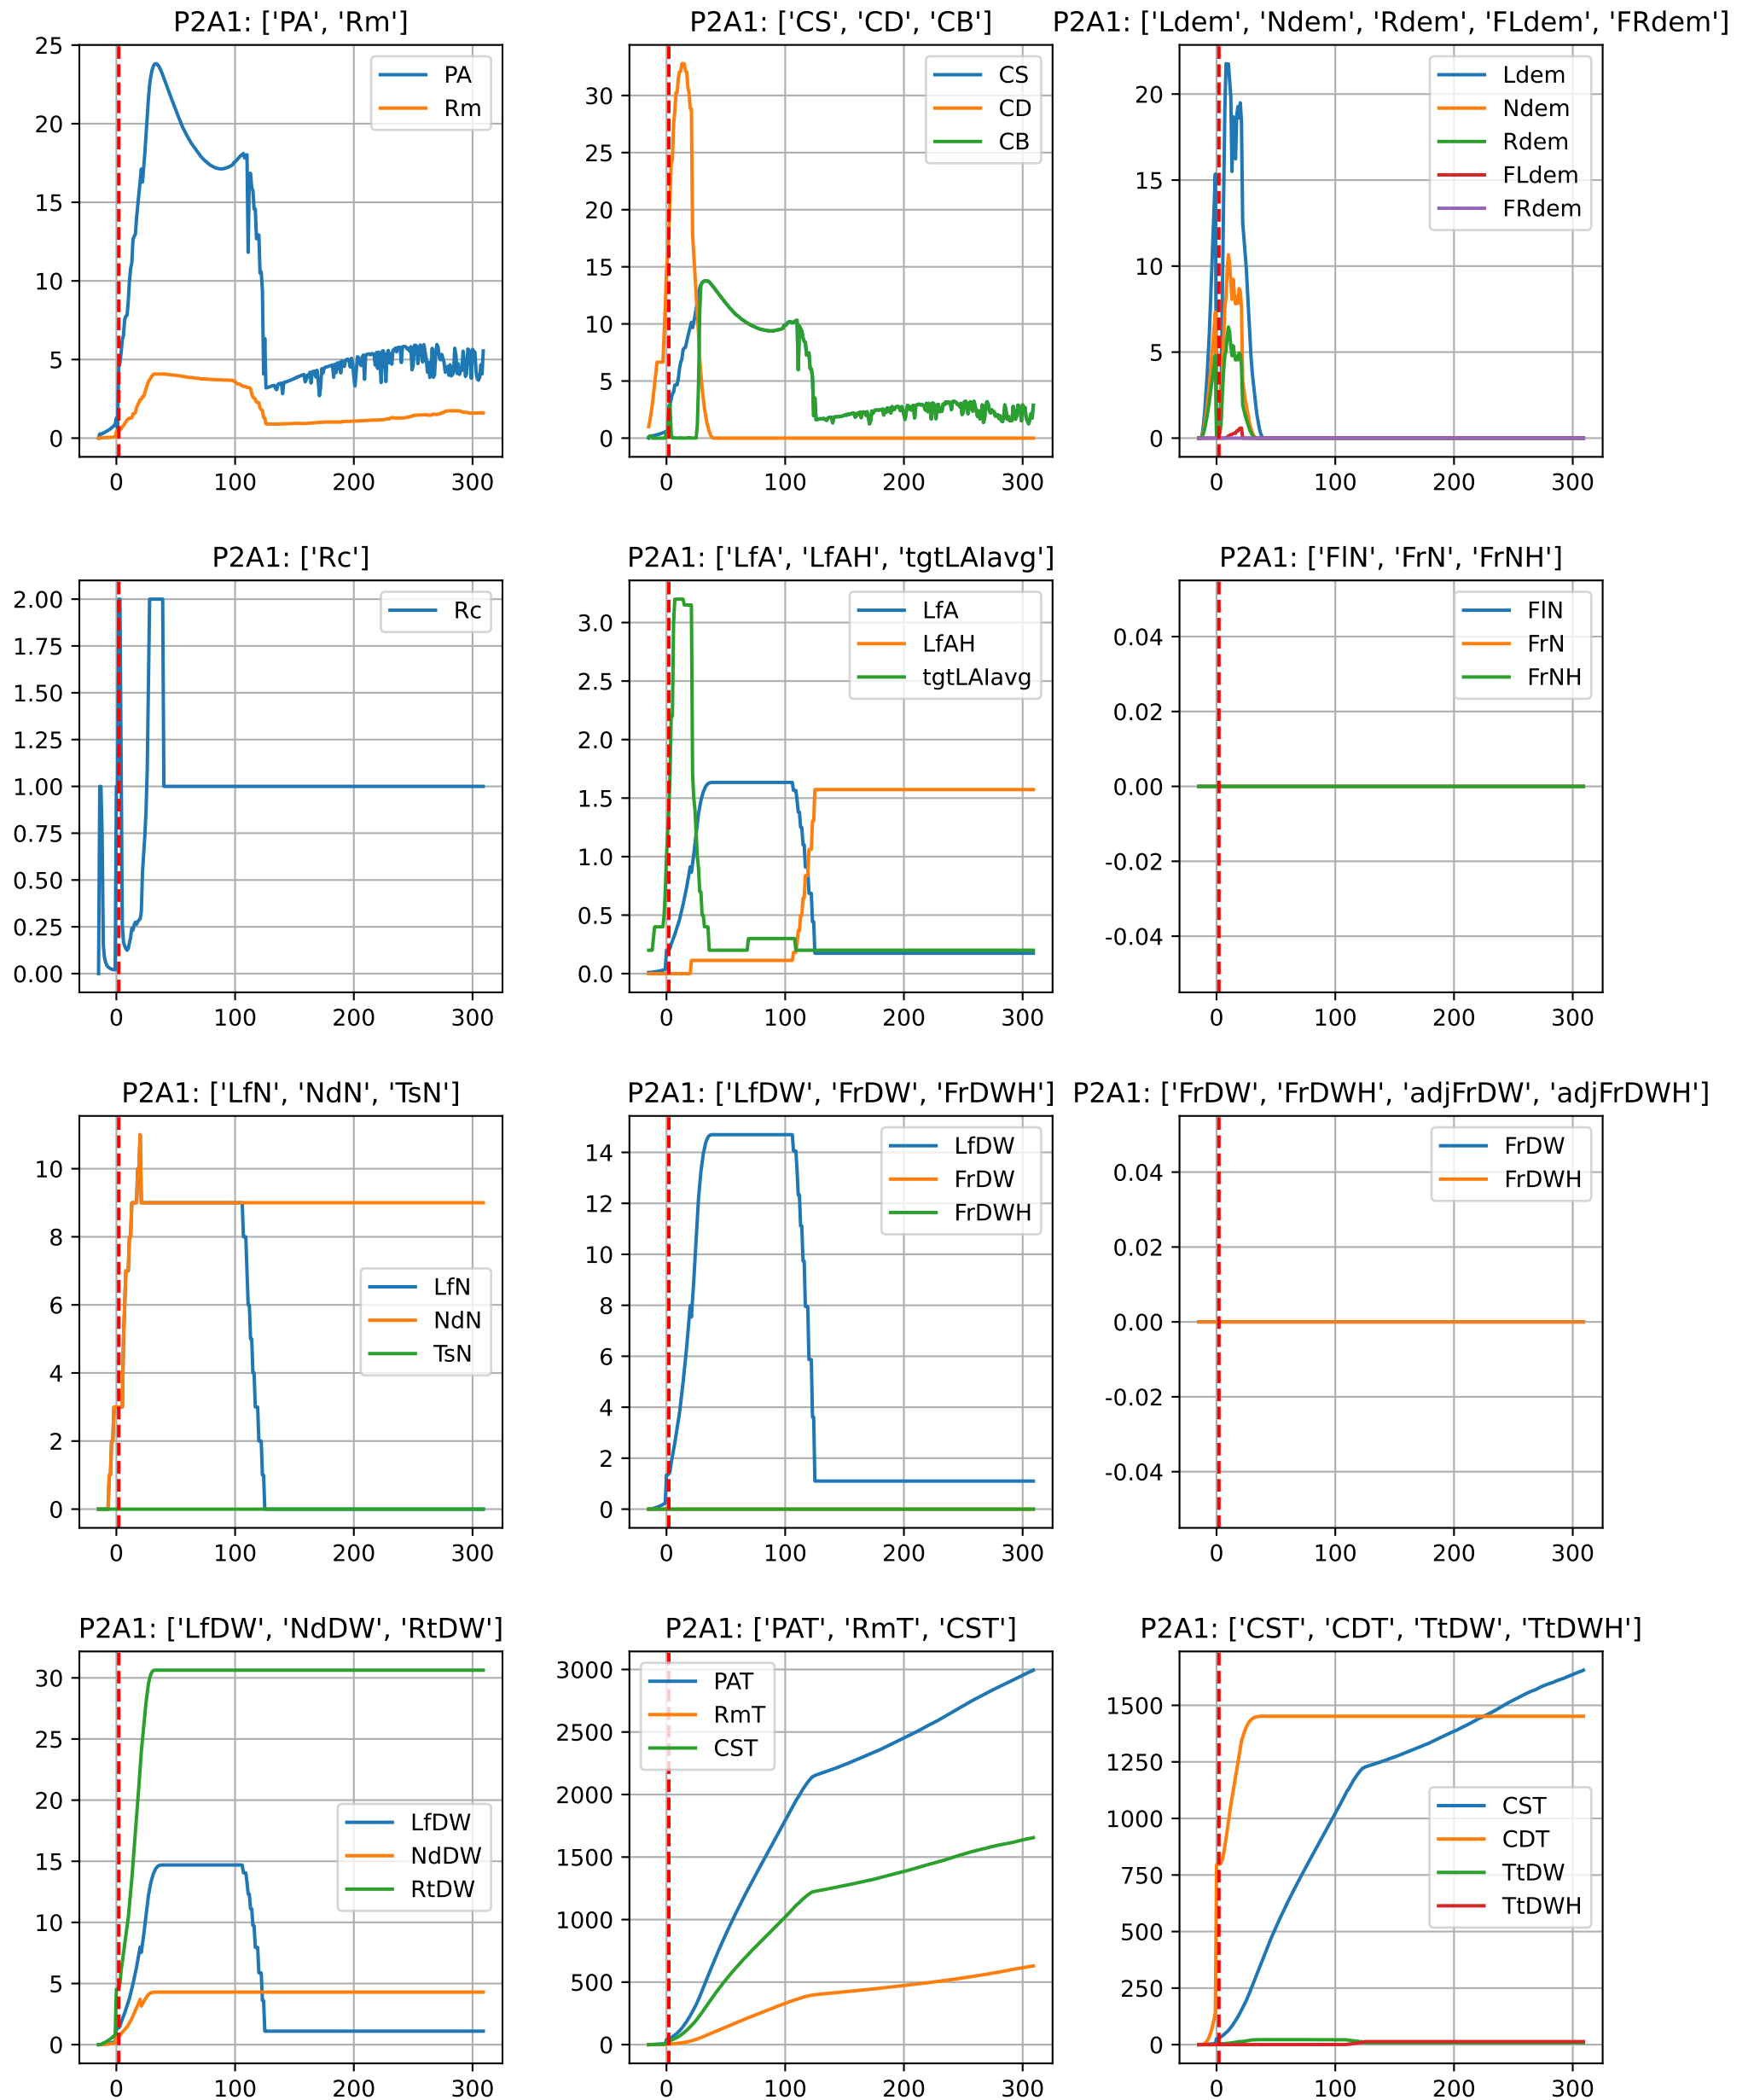 P2A1: ['PA', 'Rm']
25
20
15
10
5
0
0 100 200 300
PA
Rm
P2A1: ['CS', 'CD', 'CB']
30
25
20
15
10
5
0
0 100 200 300
CS
CD
CB
P2A1: ['Ldem', 'Ndem', 'Rdem', 'FLdem', 'FRdem']
20
15
10
5
0
0 100 200 300
Ldem
Ndem
Rdem
FLdem
FRdem
P2A1: ['Rc']
2.00
1.75
1.50
1.25
1.00
0.75
0.50
0.25
0.00
0 100 200 300
Rc
P2A1: ['LfA', 'LfAH', 'tgtLAIavg']
3.0
2.5
2.0
1.5
1.0
0.5
0.0
0 100 200 300
LfA
LfAH
tgtLAIavg
P2A1: ['FlN', 'FrN', 'FrNH']
0.04
0.02
0.00
-0.02
-0.04
0 100 200 300
FlN
FrN
FrNH
P2A1: ['LfN', 'NdN', 'TsN']
10
8
6
4
2
0
0 100 200 300
LfN
NdN
TsN
P2A1: ['LfDW', 'FrDW', 'FrDWH']
14
12
10
8
6
4
2
0
0 100 200 300
LfDW
FrDW
FrDWH
P2A1: ['FrDW', 'FrDWH', 'adjFrDW', 'adjFrDWH']
0.04
0.02
0.00
-0.02
-0.04
0 100 200 300
FrDW
FrDWH
P2A1: ['LfDW', 'NdDW', 'RtDW']
30
25
20
15
10
5
0
0 100 200 300
LfDW
NdDW
RtDW
P2A1: ['PAT', 'RmT', 'CST']
3000
2500
2000
1500
1000
500
0
0 100 200 300
PAT
RmT
CST
P2A1: ['CST', 'CDT', 'TtDW', 'TtDWH']
1500
1250
1000
750
500
250
0
0 100 200 300
CST
CDT
TtDW
TtDWH